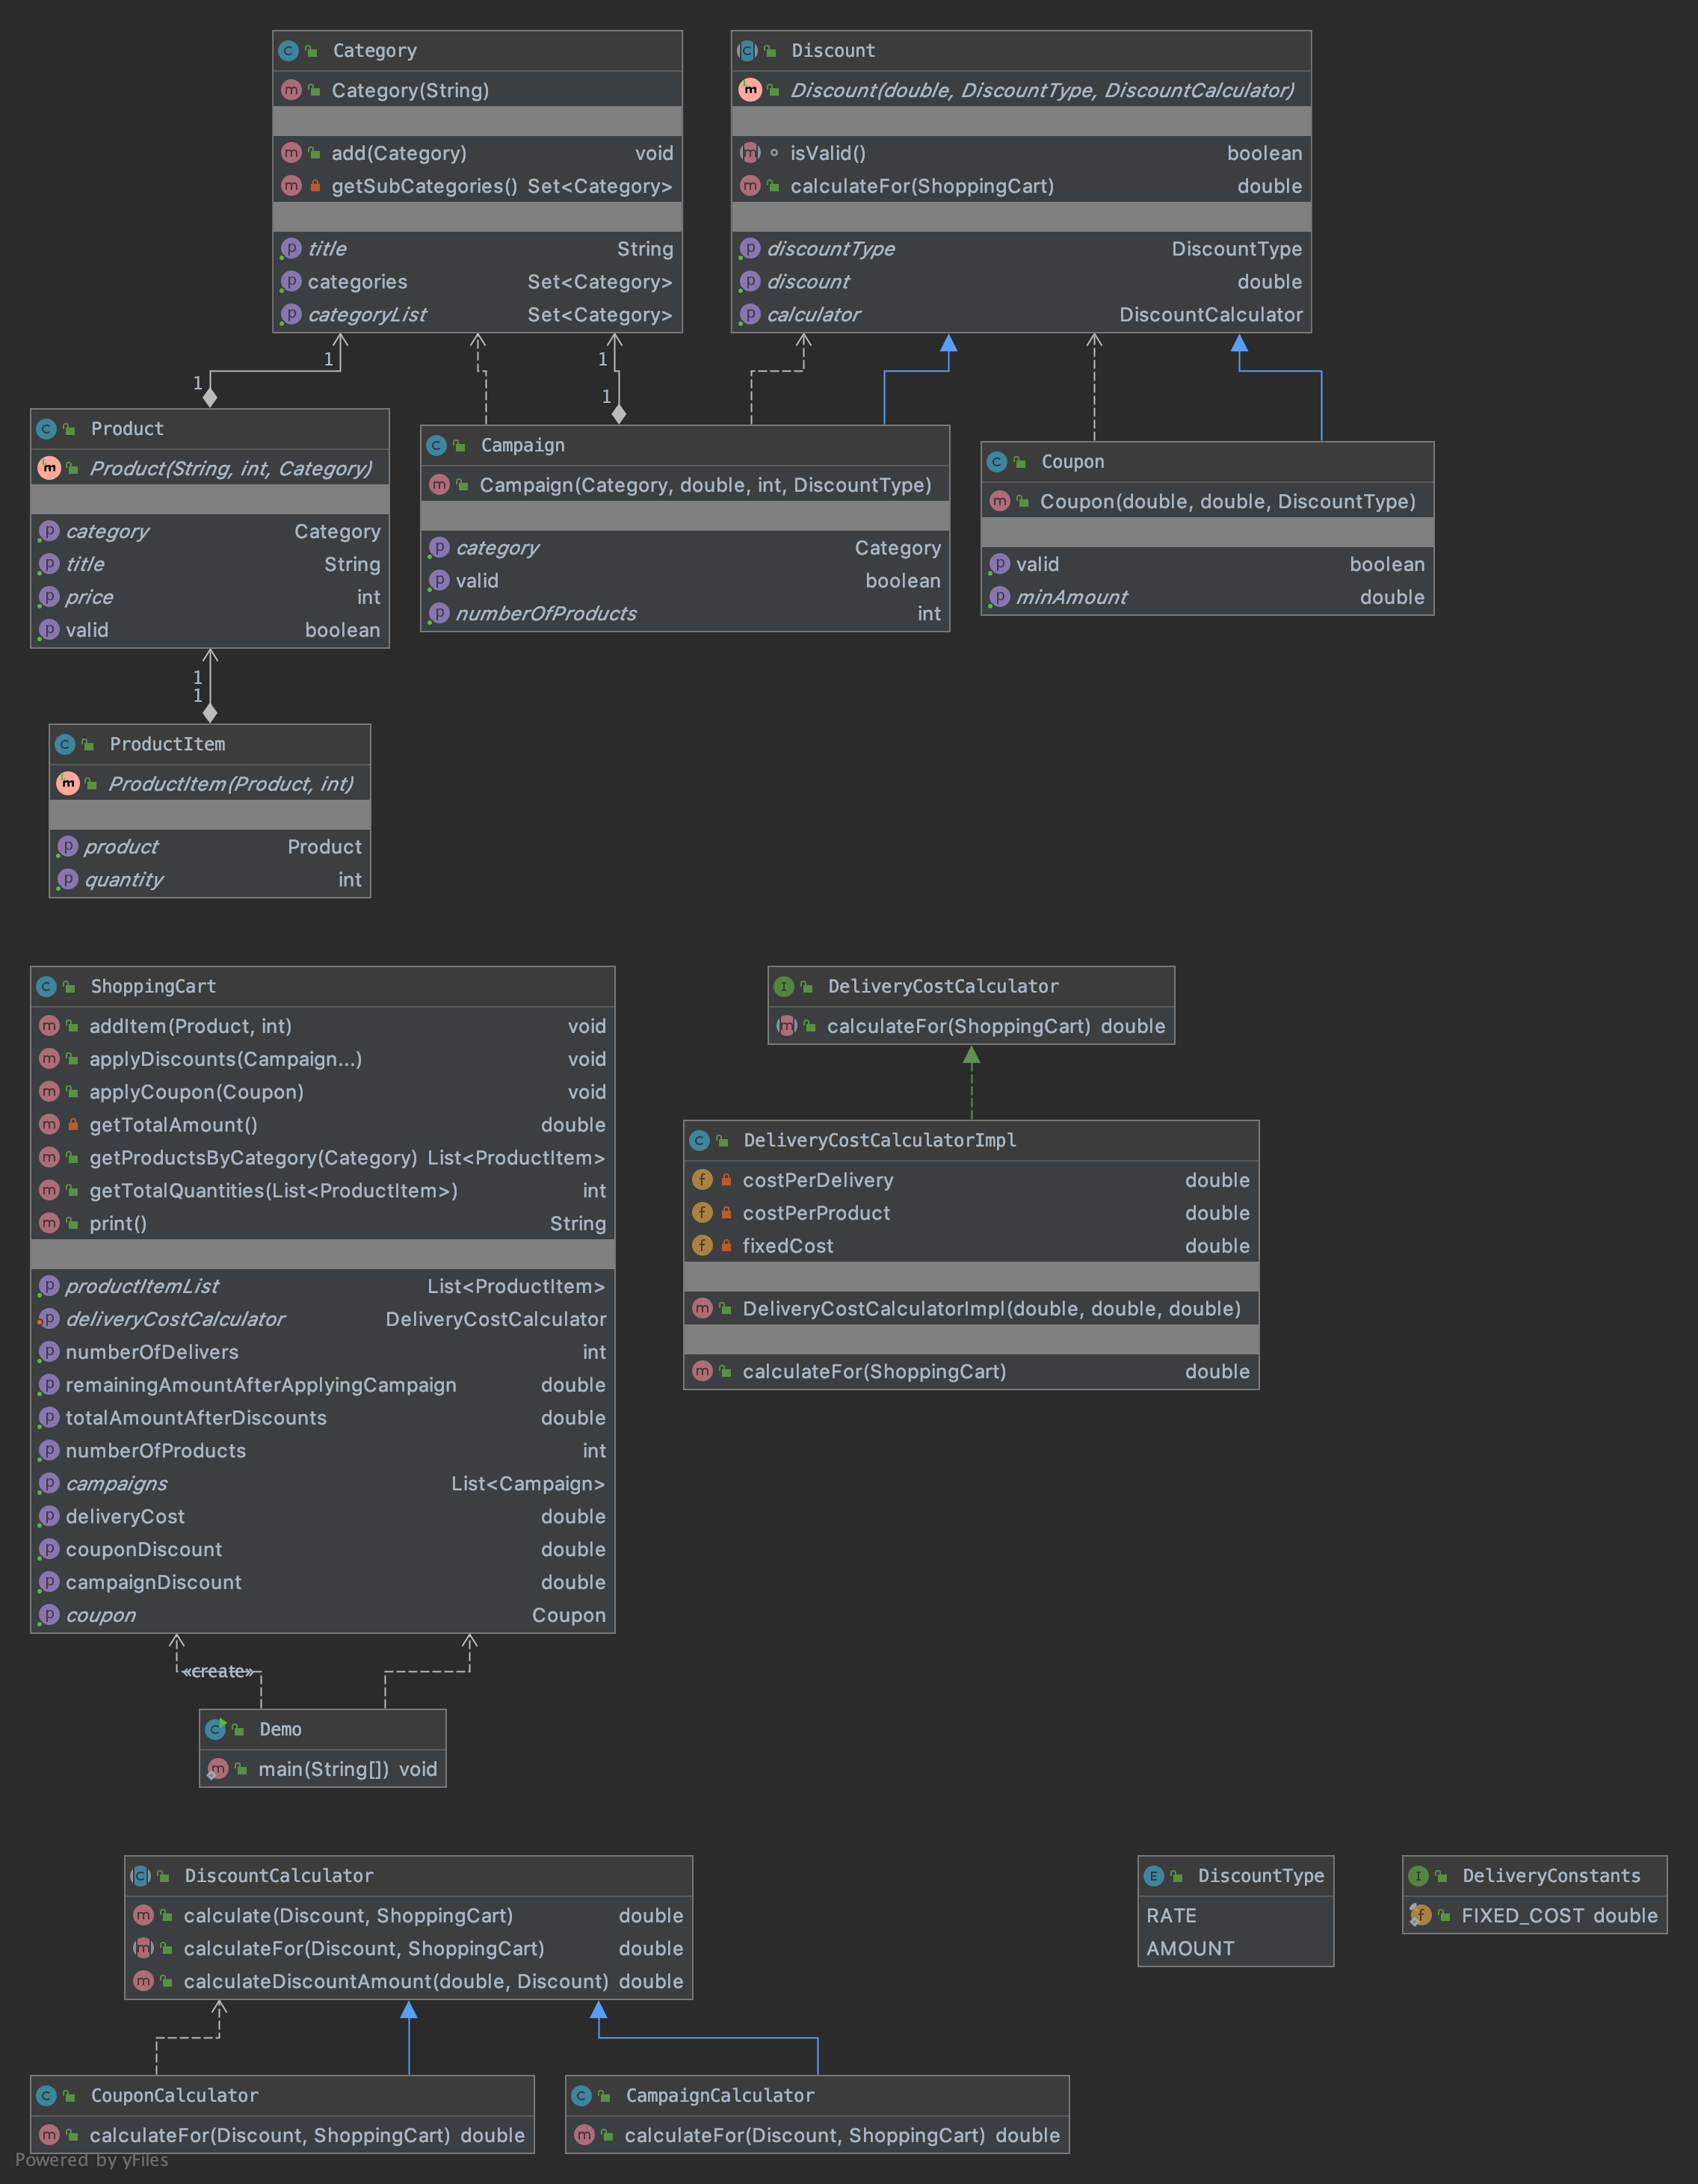 Category
Category(String)
add(Category) void
getSubCategories() Set<Category>
title String
categories Set<Category>
categoryList Set<Category>
Discount
Discount(double, DiscountType, DiscountCalculator)
isValid() boolean
calculateFor(ShoppingCart) double
discountType DiscountType
discount double
calculator DiscountCalculator
1
1
1
1
Product
Product(String, int, Category)
category Category
title String
price int
valid boolean
Campaign
Campaign(Category, double, int, DiscountType)
category Category
valid boolean
numberOfProducts int
Coupon
Coupon(double, double, DiscountType)
valid boolean
minAmount double
1
1
ProductItem
ProductItem(Product, int)
product Product
quantity int
ShoppingCart
addItem(Product, int) void
applyDiscounts(Campaign...) void
applyCoupon(Coupon) void
getTotalAmount() double
getProductsByCategory(Category) List<ProductItem>
getTotalQuantities(List<ProductItem>) int
print() String
productItemList List<ProductItem>
deliveryCostCalculator DeliveryCostCalculator
numberOfDelivers int
remainingAmountAfterApplyingCampaign double
totalAmountAfterDiscounts double
numberOfProducts int
campaigns List<Campaign>
deliveryCost double
couponDiscount double
campaignDiscount double
coupon Coupon
DeliveryCostCalculator
calculateFor(ShoppingCart) double
DeliveryCostCalculatorImpl
costPerDelivery double
costPerProduct double
fixedCost double
DeliveryCostCalculatorImpl(double, double, double)
calculateFor(ShoppingCart) double
«create»
Demo
main(String[]) void
DiscountCalculator
calculate(Discount, ShoppingCart) double
calculateFor(Discount, ShoppingCart) double
calculateDiscountAmount(double, Discount) double
DiscountType
RATE
AMOUNT
DeliveryConstants
FIXED_COST double
CouponCalculator
calculateFor(Discount, ShoppingCart) double
CampaignCalculator
calculateFor(Discount, ShoppingCart) double
Powered by yFiles